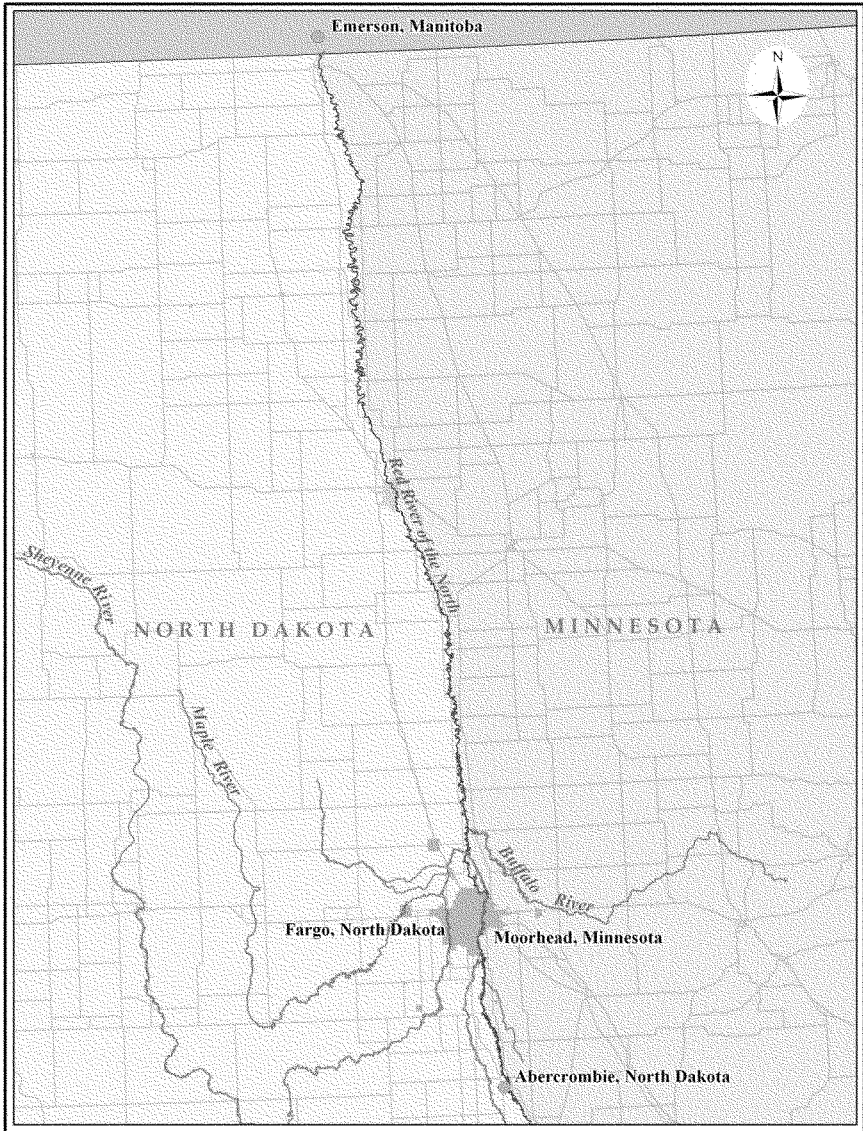 Emerson, Manitoba
N
Red River of the North
Sheyenne River
NORTH DAKOTA
MINNESOTA
Maple River
Buffalo River
Fargo, North Dakota
Moorhead, Minnesota
Abercrombie, North Dakota